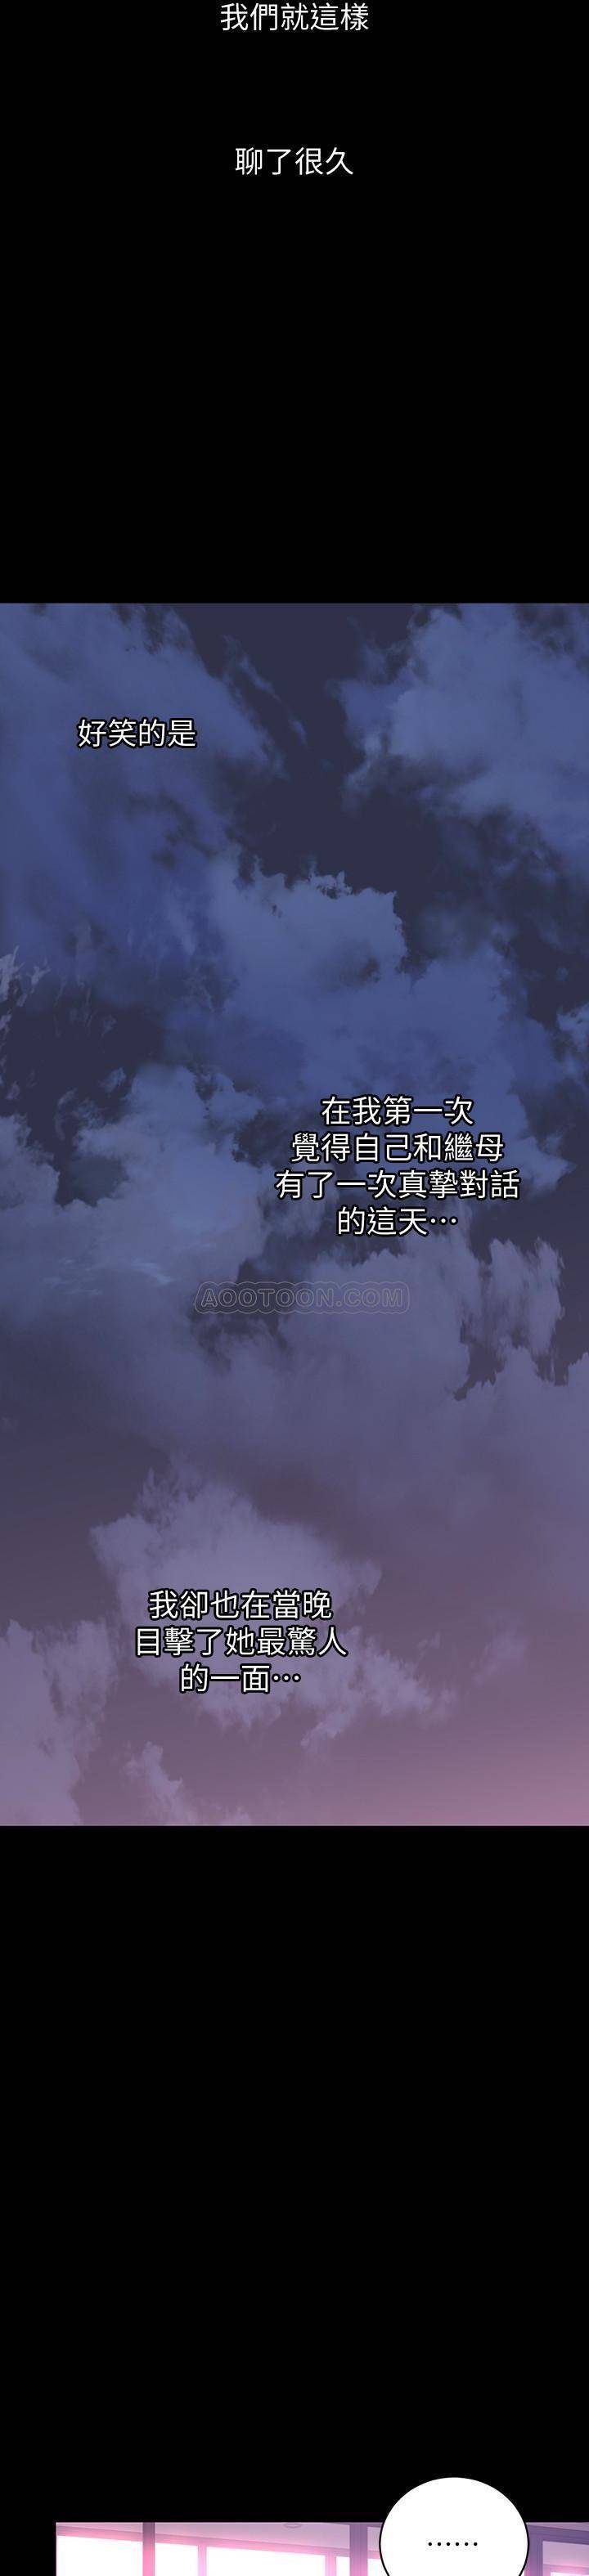 我們就這樣
聊了很久
好笑的是
在我第一次
覺得自己和繼母
有了一次真摯對話
的這天…
AOOTOON.COM
我卻也在當晚
目擊了她最驚人
的一面…
……